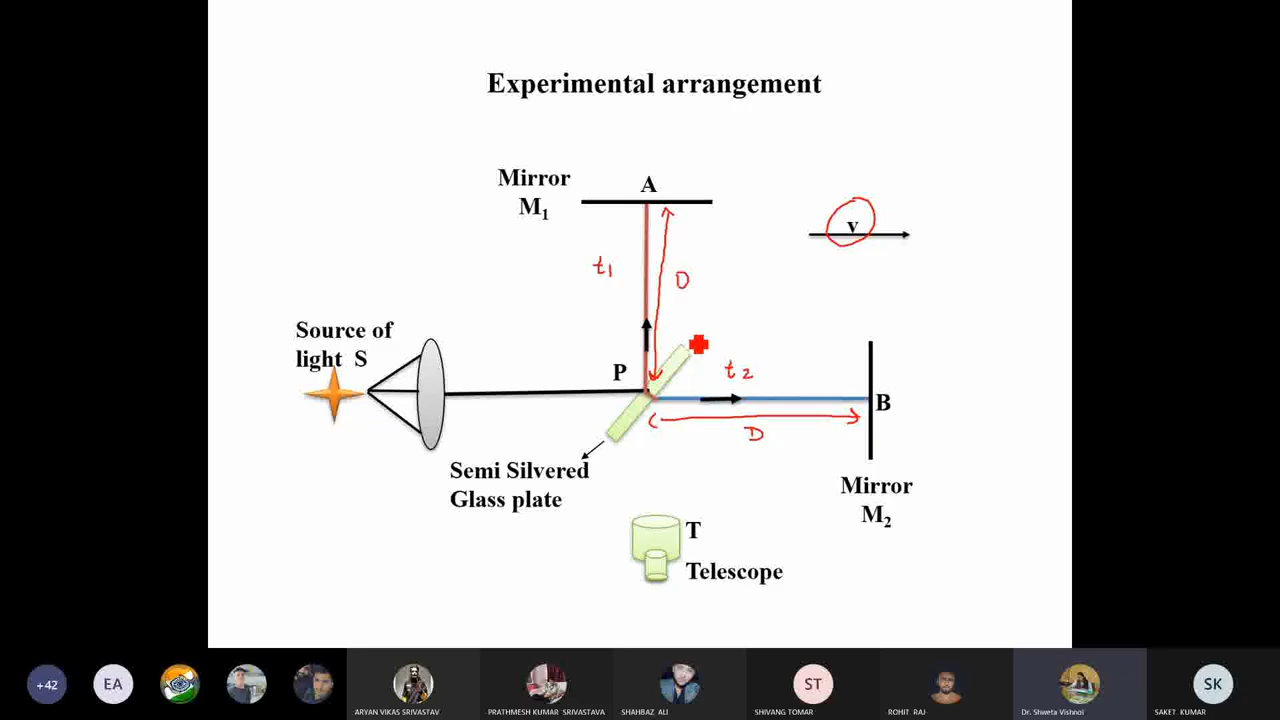 Experimental arrangement
Mirror
M₁
A
v
t₁
D
Source of
light S
P
t₂
B
D
Semi Silvered
Glass plate
Mirror
M₂
T
Telescope
+42
EA
ARYAN VIKAS SRIVASTAV
PRATHMESH KUMAR SRIVASTAVA
SHAHBAZ ALI
ST
SHIVANG TOMAR
ROHIT RAJ
Dr. Shweta Vishnoi
SK
SAKET KUMAR